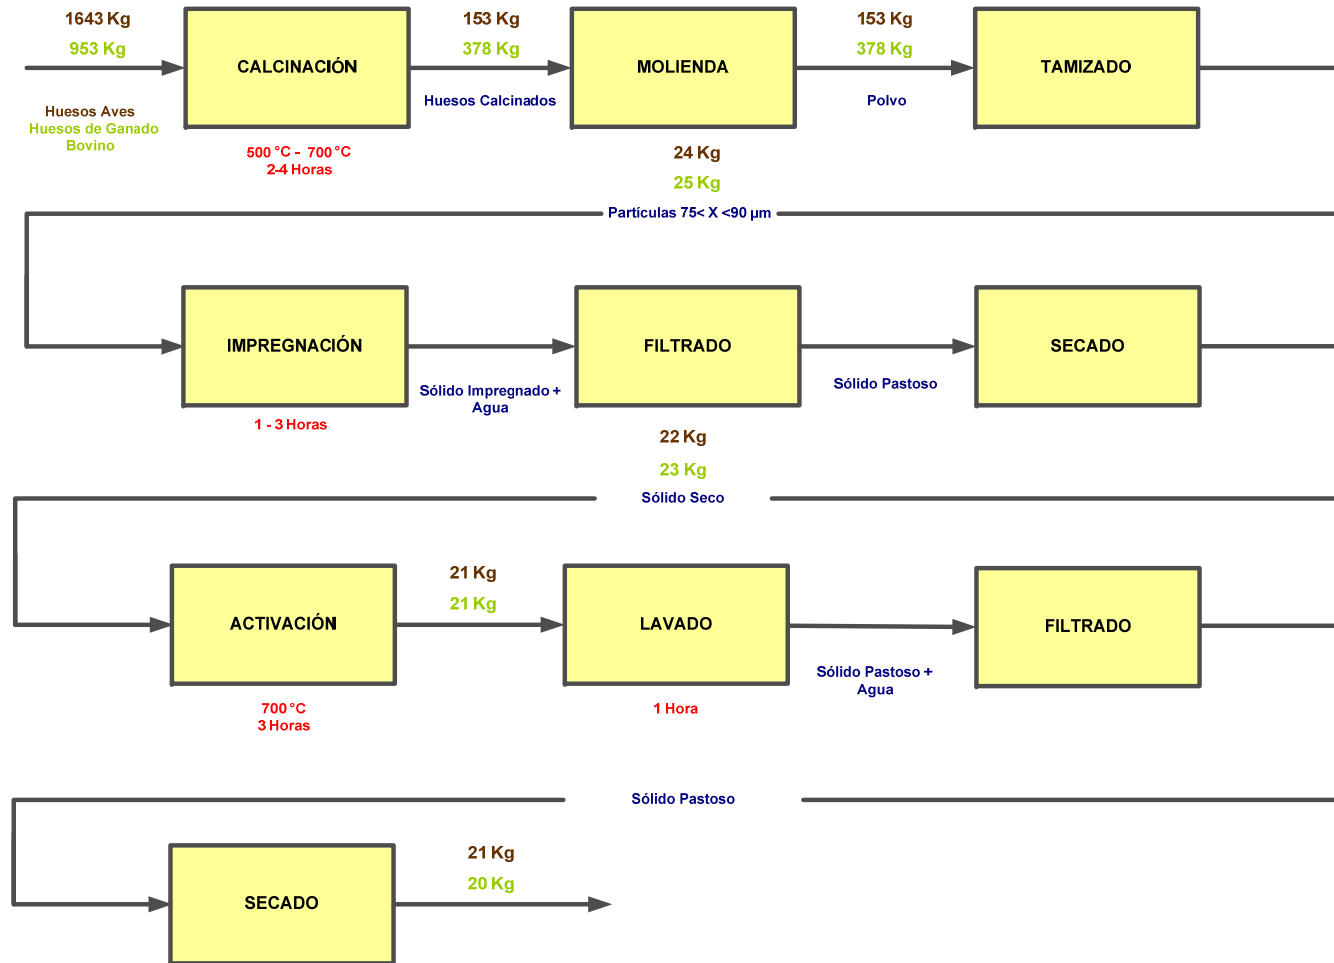 1643 Kg
953 Kg
Huesos Aves
Huesos de Ganado
Bovino
CALCINACIÓN
500 °C - 700 °C
2-4 Horas
153 Kg
378 Kg
Huesos Calcinados
MOLIENDA
153 Kg
378 Kg
Polvo
TAMIZADO
24 Kg
25 Kg
Partículas 75< X <90 µm
IMPREGNACIÓN
1 - 3 Horas
Sólido Impregnado +
Agua
FILTRADO
Sólido Pastoso
SECADO
22 Kg
23 Kg
Sólido Seco
ACTIVACIÓN
700 °C
3 Horas
21 Kg
21 Kg
LAVADO
1 Hora
Sólido Pastoso +
Agua
FILTRADO
Sólido Pastoso
SECADO
21 Kg
20 Kg